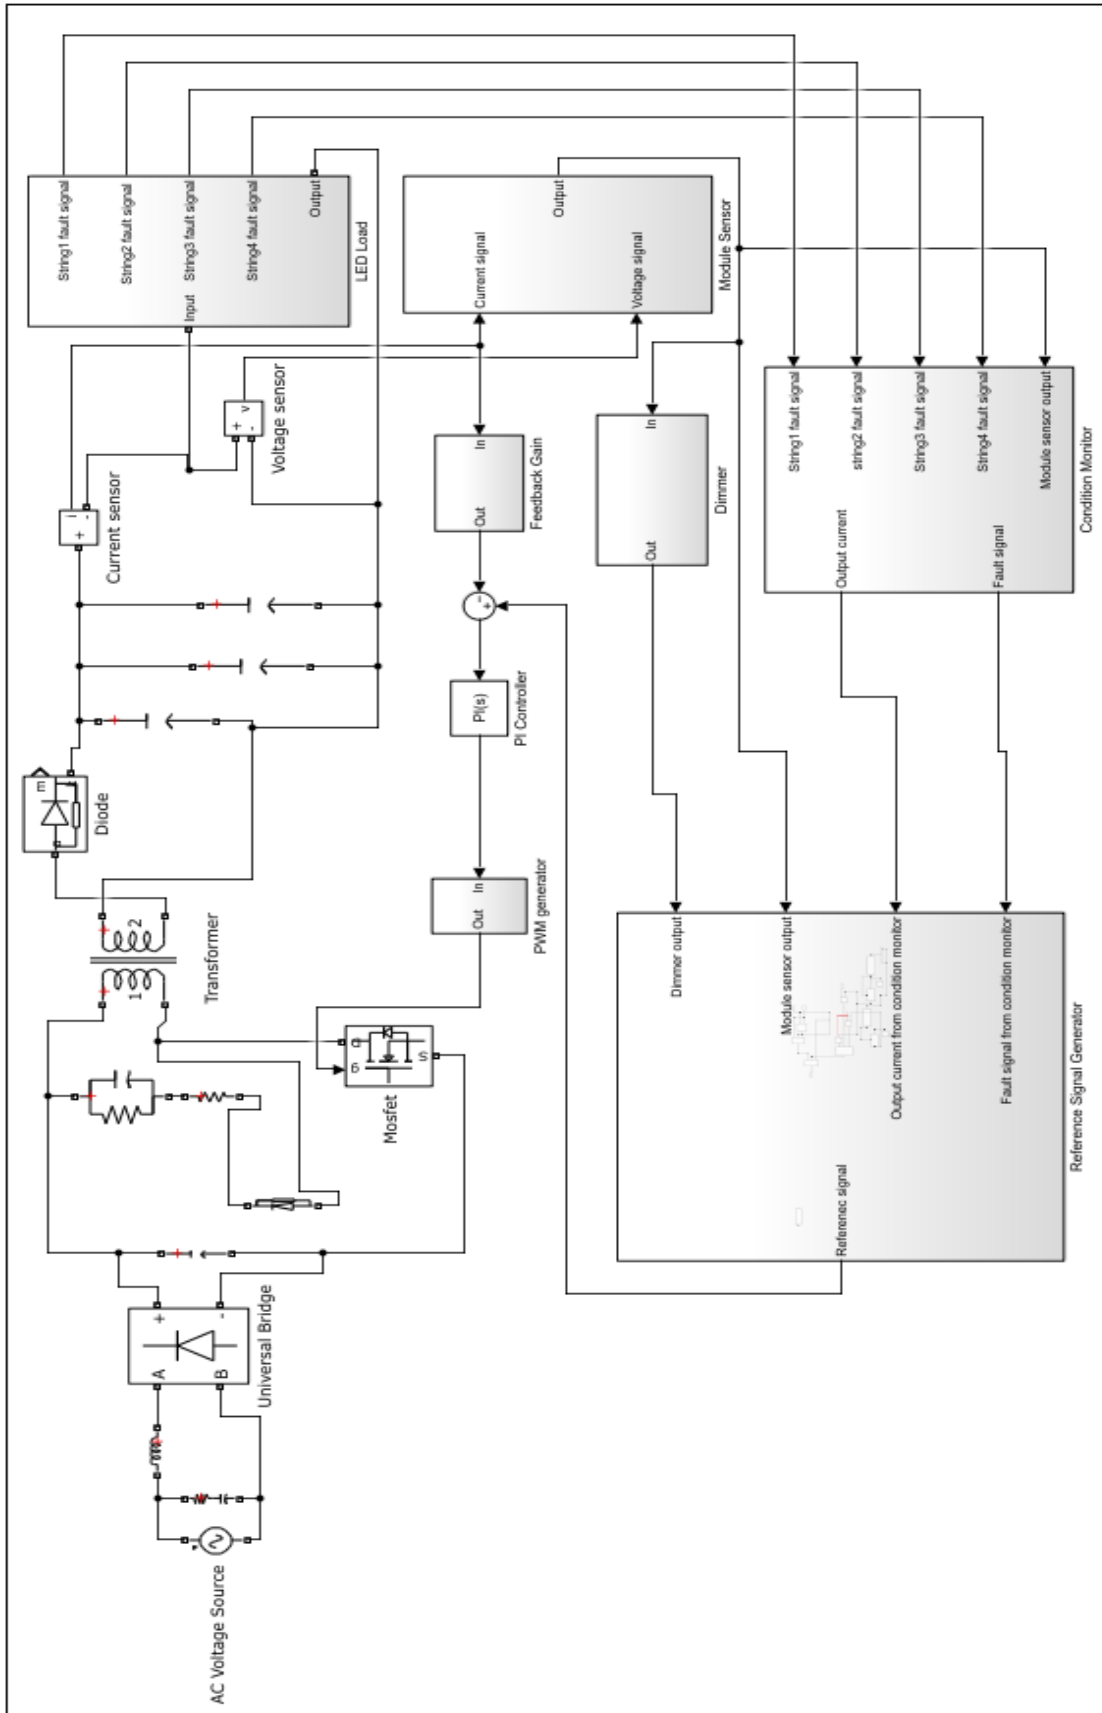 AC Voltage Source
A
B
+
-
Universal Bridge
1
2
Transformer
g
D
S
Mosfet
m
Diode
+
i
-
Current sensor
+
-
v
Voltage sensor
String1 fault signal
String2 fault signal
String3 fault signal
String4 fault signal
Input
Output
LED Load
Current signal
Voltage signal
Output
Module Sensor
In
Out
Feedback Gain
-
+
PI(s)
PI Controller
In
Out
PWM generator
In
Out
Dimmer
String1 fault signal
string2 fault signal
String3 fault signal
String4 fault signal
Module sensor output
Output current
Fault signal
Condition Monitor
Dimmer output
Module sensor output
Output current from condition monitor
Fault signal from condition monitor
Referenec signal
Reference Signal Generator